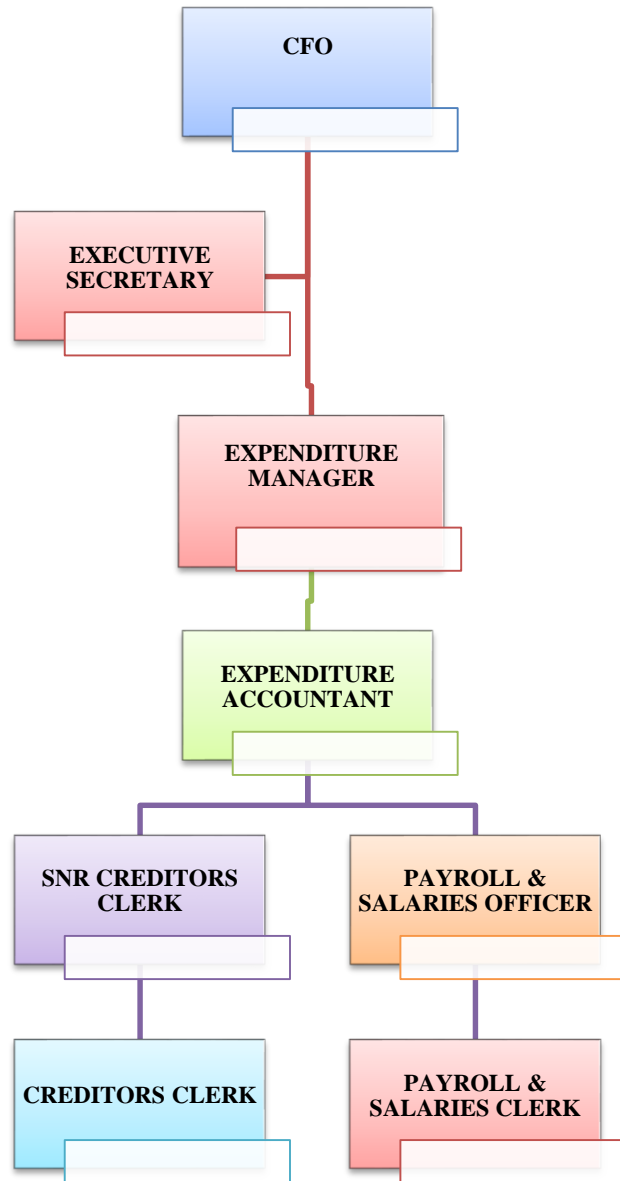 CFO
EXECUTIVE
SECRETARY
EXPENDITURE
MANAGER
EXPENDITURE
ACCOUNTANT
SNR CREDITORS
CLERK
PAYROLL &
SALARIES OFFICER
CREDITORS CLERK
PAYROLL &
SALARIES CLERK